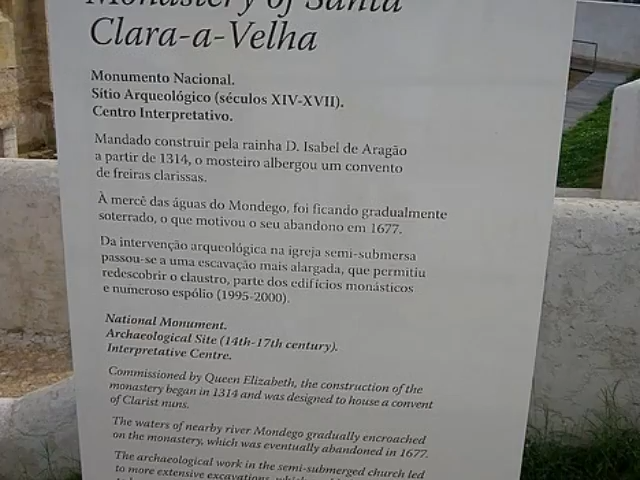 Monastery of Santa
Clara-a-Velha
Monumento Nacional.
Sítio Arqueológico (séculos XIV-XVII).
Centro Interpretativo.
Mandado construir pela rainha D. Isabel de Aragão
a partir de 1314, o mosteiro albergou um convento
de freiras clarissas.
À mercê das águas do Mondego, foi ficando gradualmente
soterrado, o que motivou o seu abandono em 1677.
Da intervenção arqueológica na igreja semi-submersa
passou-se a uma escavação mais alargada, que permitiu
redescobrir o claustro, parte dos edifícios monásticos
e numeroso espólio (1995-2000).
National Monument.
Archaeological Site (14th-17th century).
Interpretative Centre.
Commissioned by Queen Elizabeth, the construction of the
monastery began in 1314 and was designed to house a convent
of Clarist nuns.
The waters of nearby river Mondego gradually encroached
on the monastery, which was eventually abandoned in 1677.
The archaeological work in the semi-submerged church led
to more extensive excavations, which